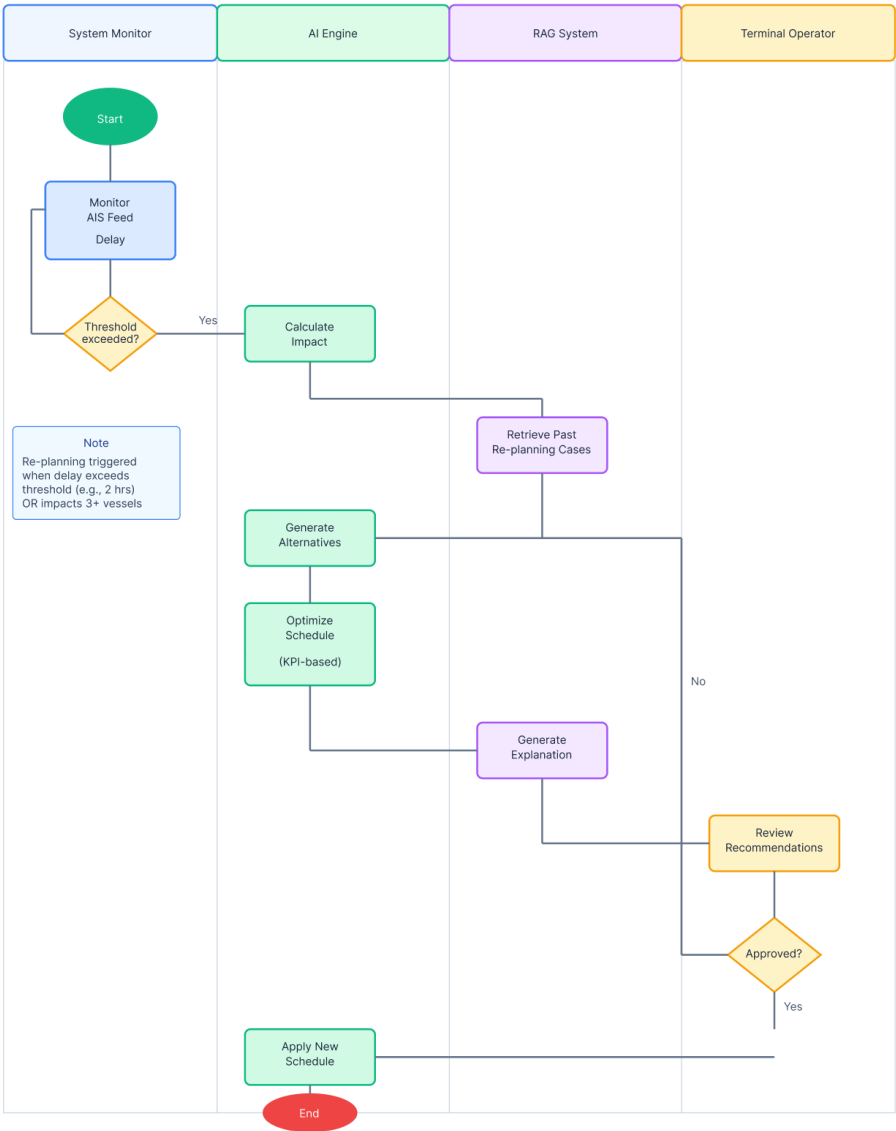 System Monitor
AI Engine
RAG System
Terminal Operator
Start
Monitor
AIS Feed
Delay
Threshold
exceeded?
Yes
Calculate
Impact
Retrieve Past
Re-planning Cases
Note
Re-planning triggered
when delay exceeds
threshold (e.g., 2 hrs)
OR impacts 3+ vessels
Generate
Alternatives
Optimize
Schedule
(KPI-based)
No
Generate
Explanation
Review
Recommendations
Approved?
Yes
Apply New
Schedule
End